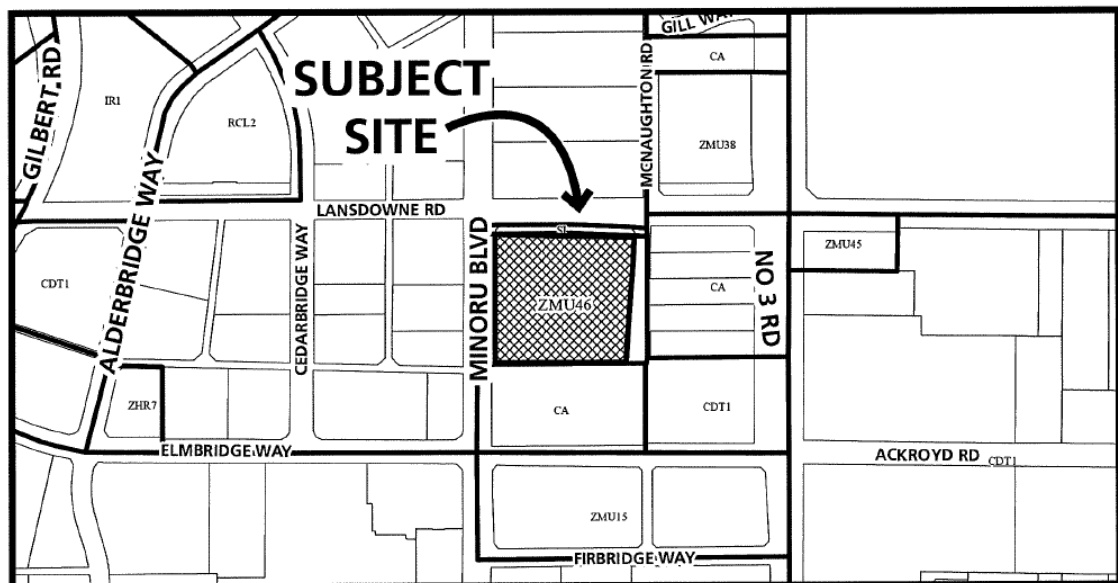 GILL WAY
GILBERT RD
IR1
RCL2
SUBJECT
SITE
CA
MCNAUGHTON RD
ZMU38
ALDERBRIDGE WAY
LANSDOWNE RD
MINORU BLVD
ZMU45
CDT1
CEDARBRIDGE WAY
ZMU46
CA
NO 3 RD
ZHR7
CA
CDT1
ELMBRIDGE WAY
ACKROYD RD
CDT1
ZMU15
FIRBRIDGE WAY